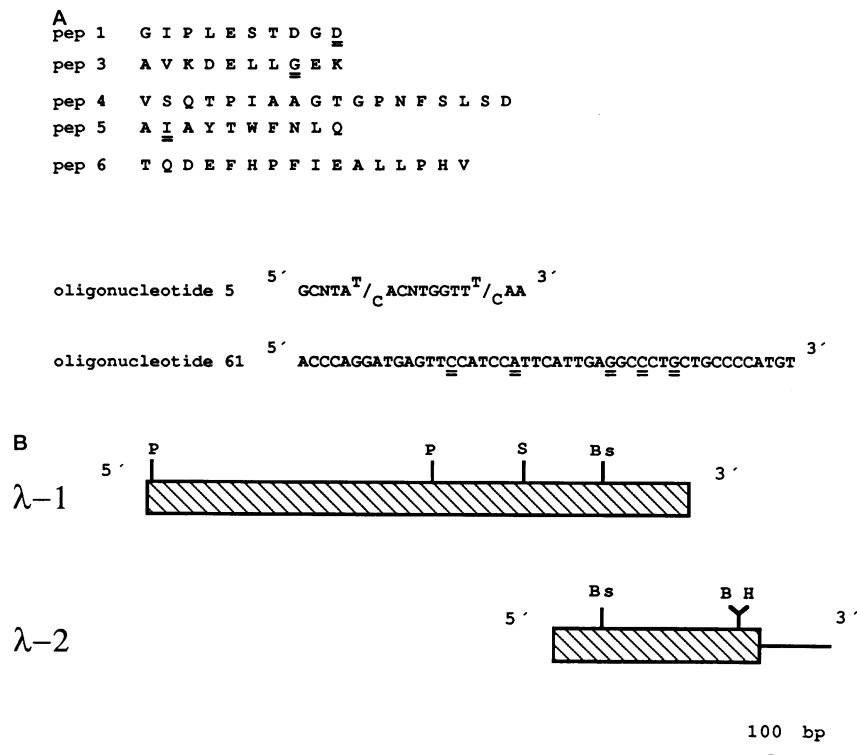 A
pep 1 G I P L E S T D G D
pep 3 A V K D E L L G E K
pep 4 V S Q T P I A A G T G P N F S L S D
pep 5 A I A Y T W F N L Q
pep 6 T Q D E F H P F I E A L L P H V
oligonucleotide 5 5´ GCNTAT/CACNTGGTTT/CAA 3´
oligonucleotide 61 5´ ACCCAGGATGAGTTCCATCCATTCATTGAGGCCCTGCTGCCCCATGT 3´
B
P P S Bs
λ-1 5´ 3´
Bs B H
λ-2 5´ 3´
100 bp